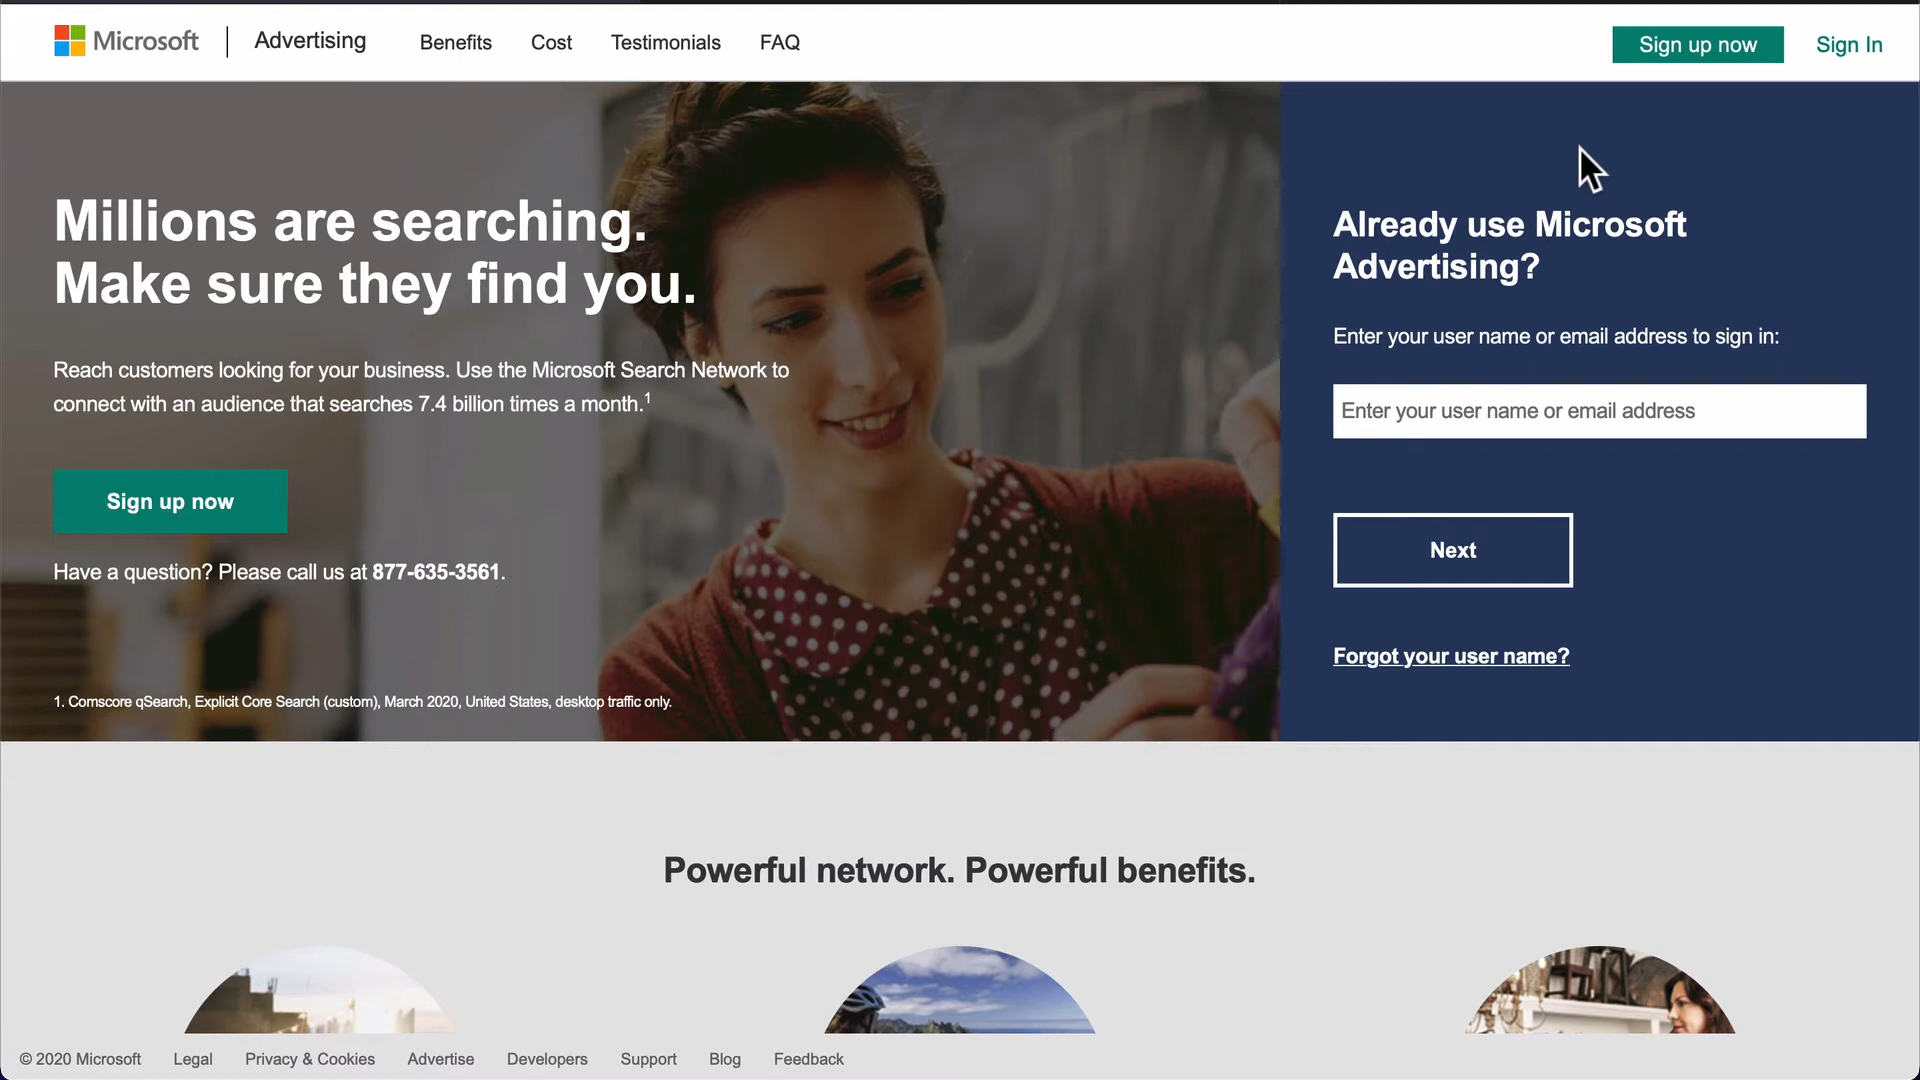 Microsoft | Advertising Benefits Cost Testimonials FAQ Sign up now Sign In
Millions are searching.
Make sure they find you.
Reach customers looking for your business. Use the Microsoft Search Network to
connect with an audience that searches 7.4 billion times a month.1
Sign up now
Have a question? Please call us at 877-635-3561.
1. Comscore qSearch, Explicit Core Search (custom), March 2020, United States, desktop traffic only.
Already use Microsoft
Advertising?
Enter your user name or email address to sign in:
Enter your user name or email address
Next
Forgot your user name?
Powerful network. Powerful benefits.
© 2020 Microsoft Legal Privacy & Cookies Advertise Developers Support Blog Feedback